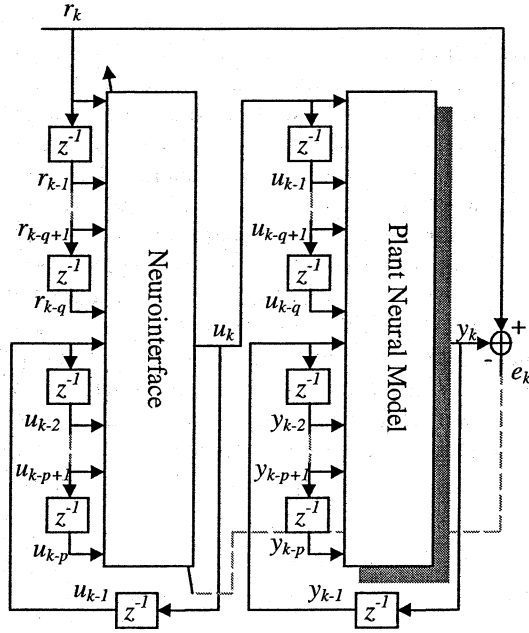 r_k
z^-1
r_k-1
r_k-q+1
z^-1
r_k-q
z^-1
u_k-2
u_k-p+1
z^-1
u_k-p
u_k-1
z^-1
Neurointerface
u_k
z^-1
u_k-1
u_k-q+1
z^-1
u_k-q
z^-1
y_k-2
y_k-p+1
z^-1
y_k-p
y_k-1
z^-1
Plant Neural Model
y_k
+
-
e_k